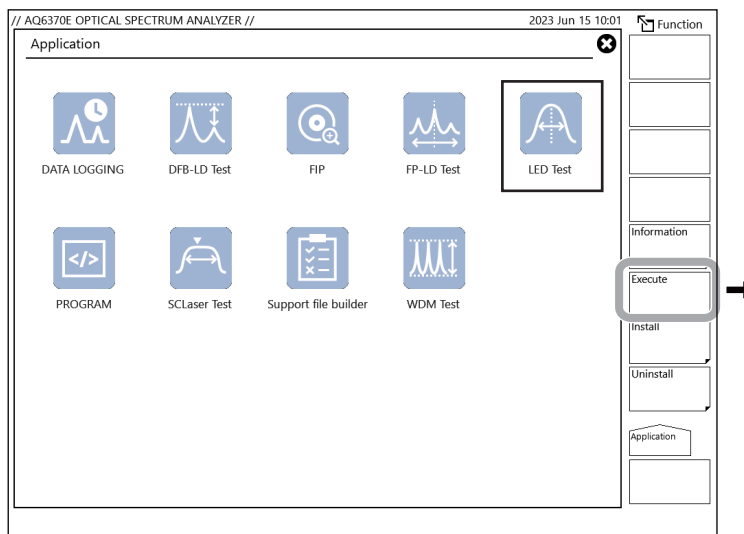 // AQ6370E OPTICAL SPECTRUM ANALYZER // 2023 Jun 15 10:01
Function
Application
DATA LOGGING DFB-LD Test FIP FP-LD Test LED Test
</>
PROGRAM SCLaser Test Support file builder WDM Test
Information
Execute
Install
Uninstall
Application